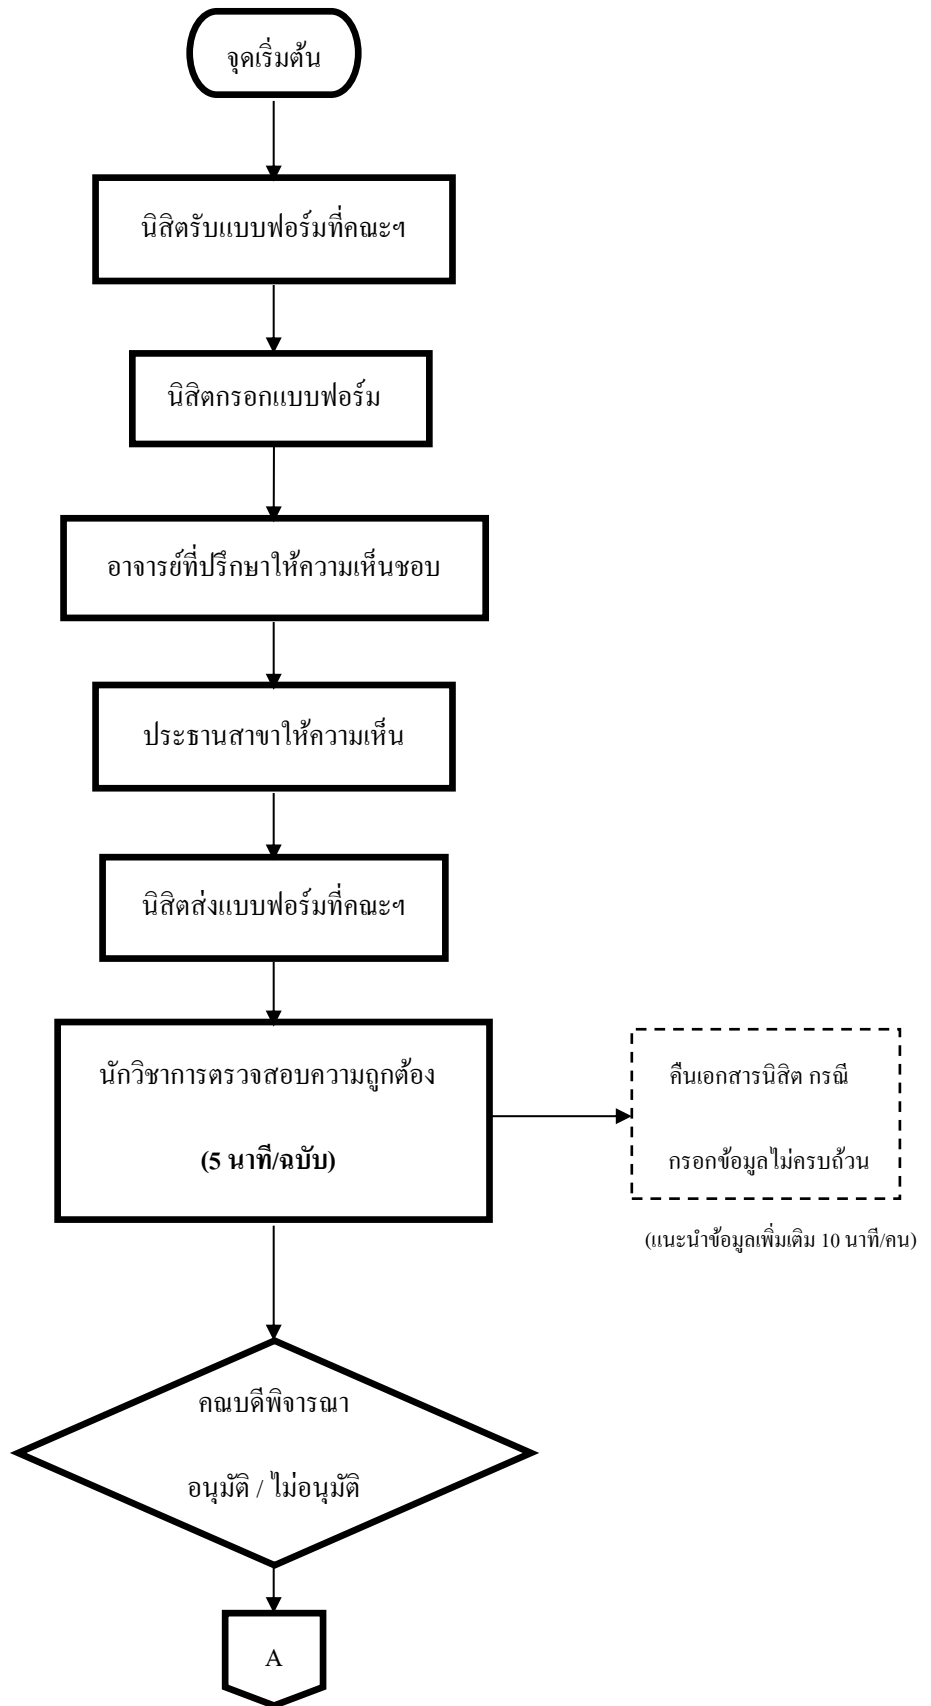 จุดเริ่มต้น
นิสิตรับแบบฟอร์มที่คณะฯ
นิสิตกรอกแบบฟอร์ม
อาจารย์ที่ปรึกษาให้ความเห็นชอบ
ประธานสาขาให้ความเห็น
นิสิตส่งแบบฟอร์มที่คณะฯ
นักวิชาการตรวจสอบความถูกต้อง
(5 นาที/ฉบับ)
คืนเอกสารนิสิต กรณี
กรอกข้อมูลไม่ครบถ้วน
(แนะนำข้อมูลเพิ่มเติม 10 นาที/คน)
คณบดีพิจารณา
อนุมัติ / ไม่อนุมัติ
A